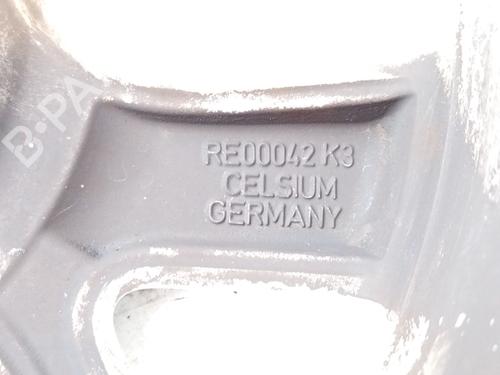 B-PA
RE00042 K3
CELSIUM
GERMANY